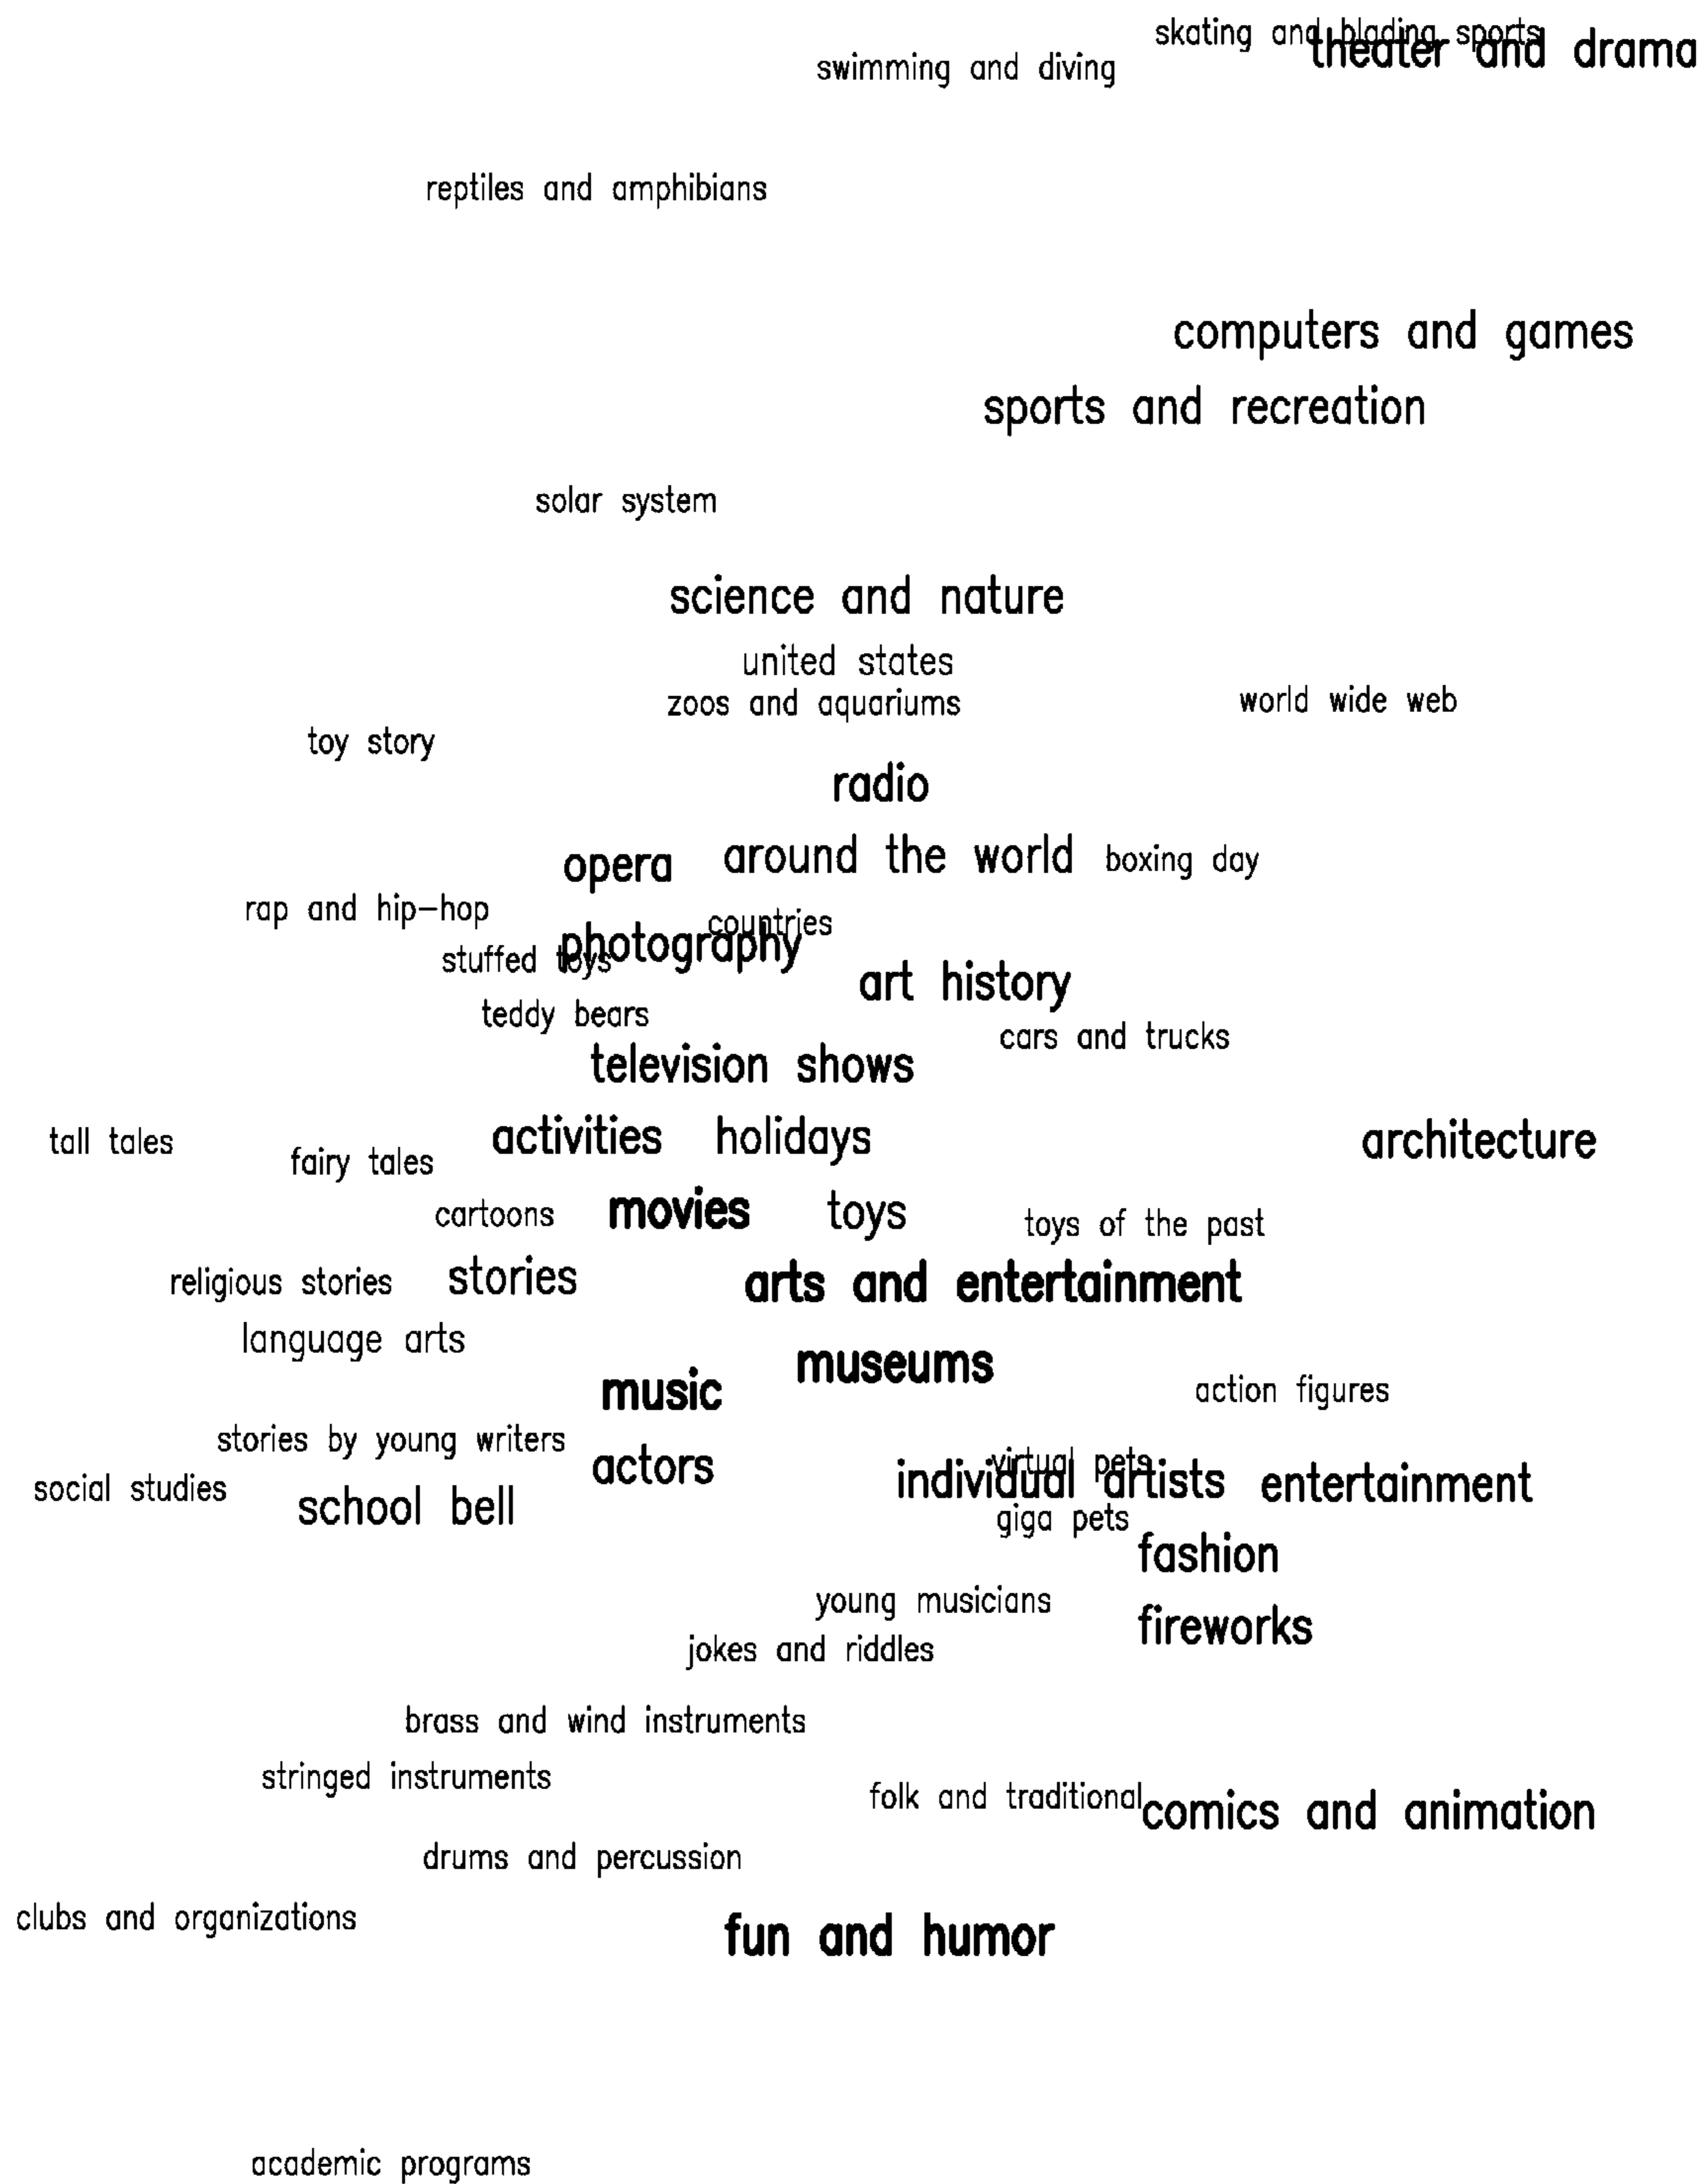 skating and blading sports
theater and drama
swimming and diving
reptiles and amphibians
computers and games
sports and recreation
solar system
science and nature
united states
zoos and aquariums
world wide web
toy story
radio
opera
around the world
boxing day
rap and hip-hop
countries
photography
stuffed toys
art history
teddy bears
cars and trucks
television shows
activities
holidays
architecture
tall tales
fairy tales
cartoons
movies
toys
toys of the past
religious stories
stories
arts and entertainment
language arts
museums
music
action figures
stories by young writers
actors
virtual pets
individual artists
entertainment
social studies
school bell
giga pets
fashion
young musicians
fireworks
jokes and riddles
brass and wind instruments
stringed instruments
folk and traditional
comics and animation
drums and percussion
clubs and organizations
fun and humor
academic programs